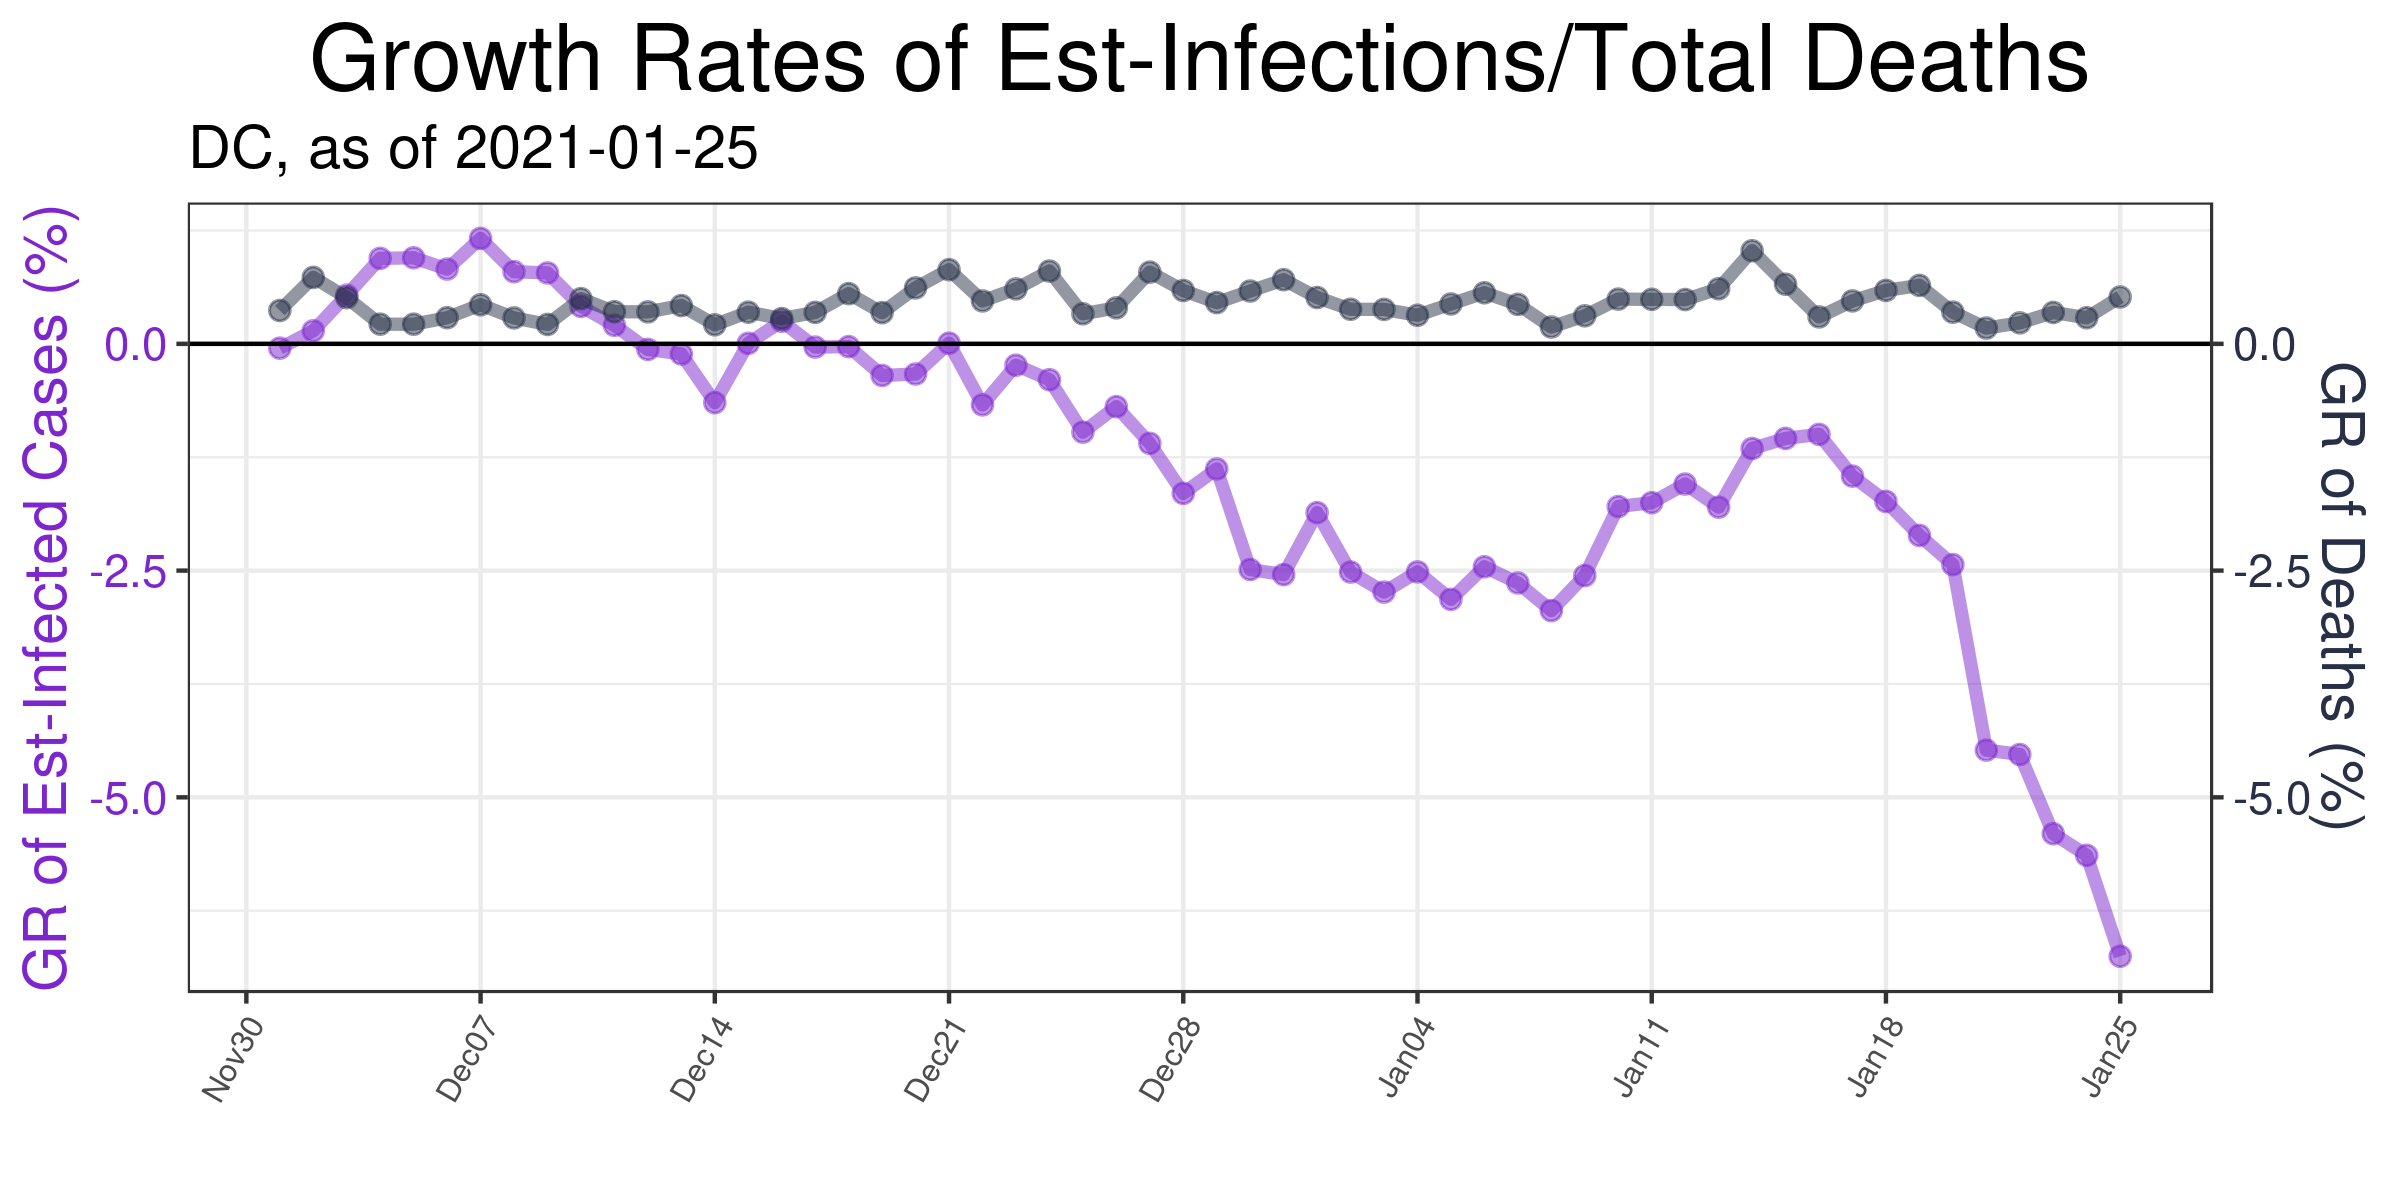 Growth Rates of Est-Infections/Total Deaths
DC, as of 2021-01-25
GR of Est-Infected Cases (%)
0.0
-2.5
-5.0
0.0
-2.5
-5.0
GR of Deaths (%)
Nov30
Dec07
Dec14
Dec21
Dec28
Jan04
Jan11
Jan18
Jan25